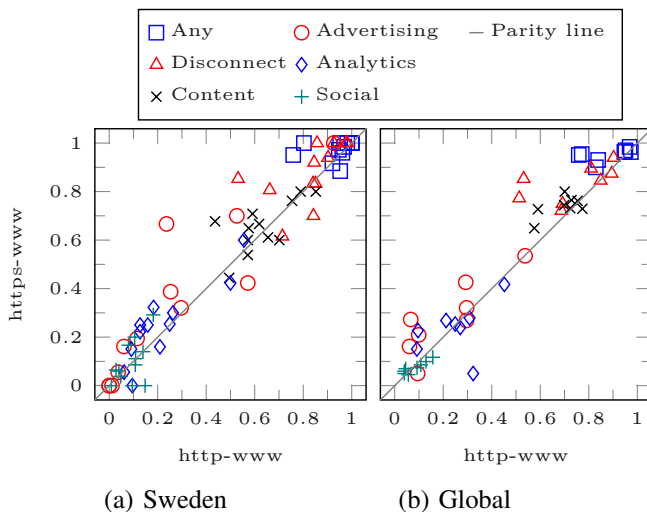 Any Advertising Parity line
Disconnect Analytics
Content Social
1
0.8
0.6
0.4
0.2
0
https-www
0 0.2 0.4 0.6 0.8 1
http-www
0 0.2 0.4 0.6 0.8 1
http-www
(a) Sweden
(b) Global